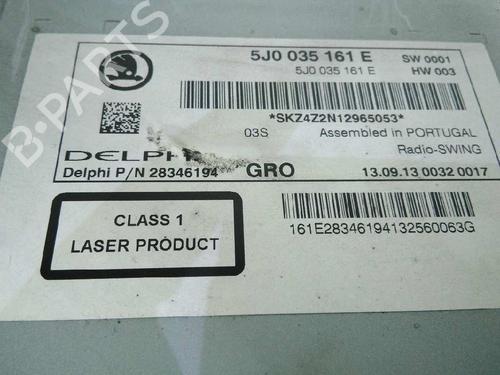 5J0 035 161 E SW 0001
5J0 035 161 E HW 003
*SKZ4Z2N12965053*
03S Assembled in PORTUGAL
DELPHI Radio-SWING
Delphi P/N 28346194 GRO 13.09.13 0032 0017
CLASS 1
LASER PRODUCT
161E28346194132560063G
B-PARTS